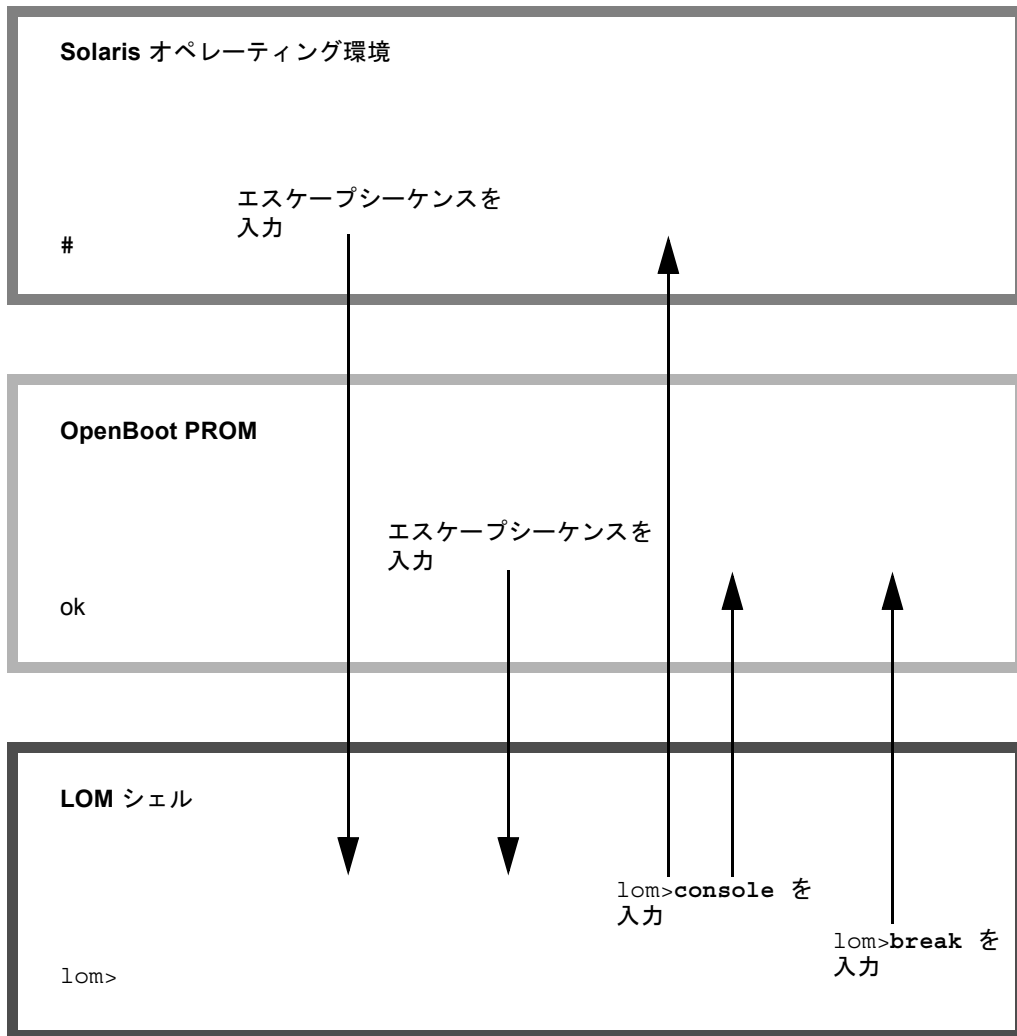 Solaris オペレーティング環境
エスケープシーケンスを
入力
#
OpenBoot PROM
エスケープシーケンスを
入力
ok
LOM シェル
lom>console を
入力
lom>break を
入力
lom>